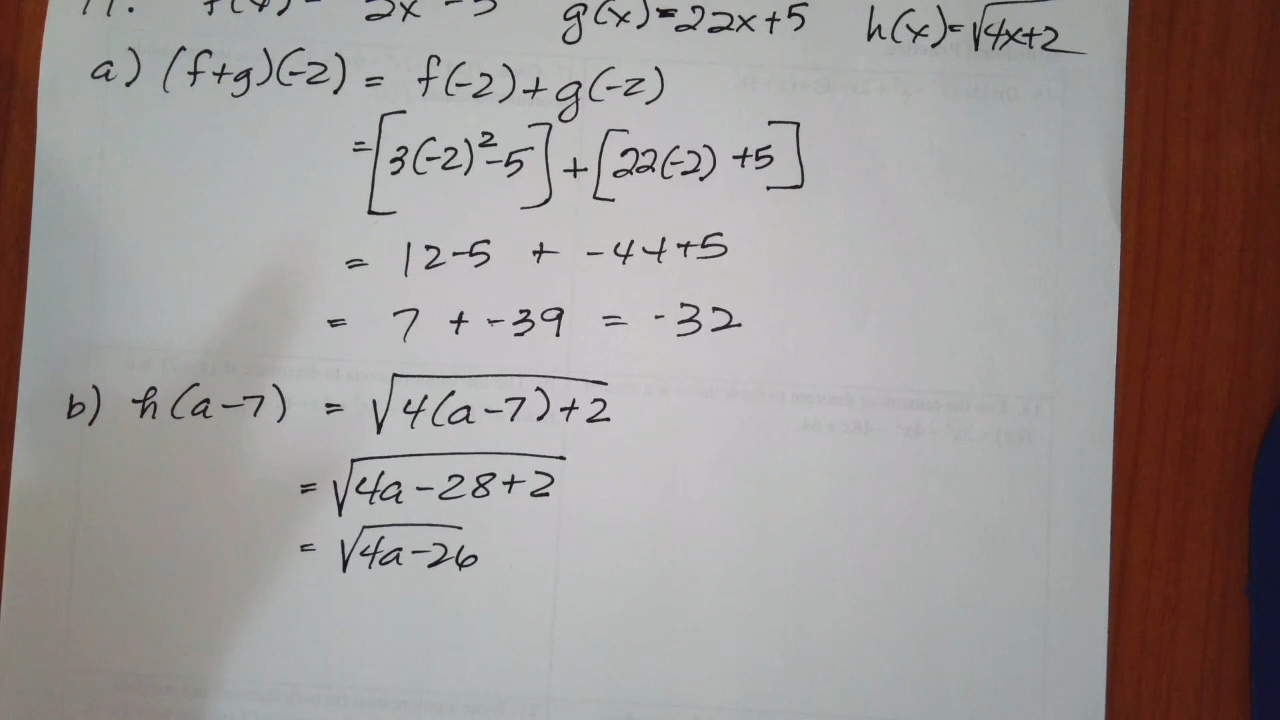 g(x)=22x+5 h(x)=√4x+2
a) (f+g)(-2) = f(-2)+g(-2)
=[3(-2)²-5]+[22(-2)+5]
= 12-5 + -44+5
= 7 + -39 = -32
b) h(a-7) = √4(a-7)+2
= √4a-28+2
= √4a-26